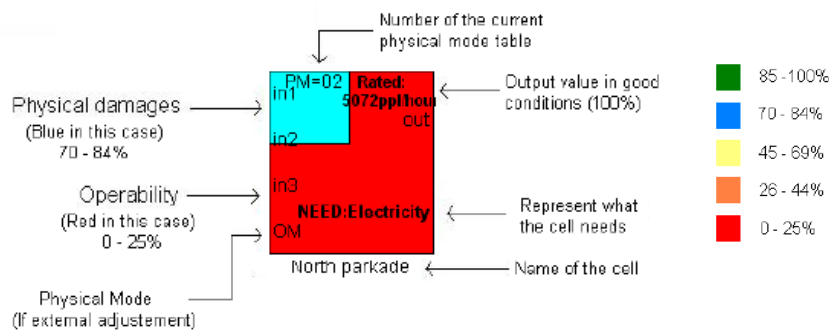 Number of the current
physical mode table
PM=02
Rated:
5072ppl/hour
in1
out
in2
in3
NEED:Electricity
OM
North parkade
Physical damages
(Blue in this case)
70 - 84%
Operability
(Red in this case)
0 - 25%
Physical Mode
(If external adjustement)
Output value in good
conditions (100%)
Represent what
the cell needs
Name of the cell
85 -100%
70 - 84%
45 - 69%
26 - 44%
0 - 25%